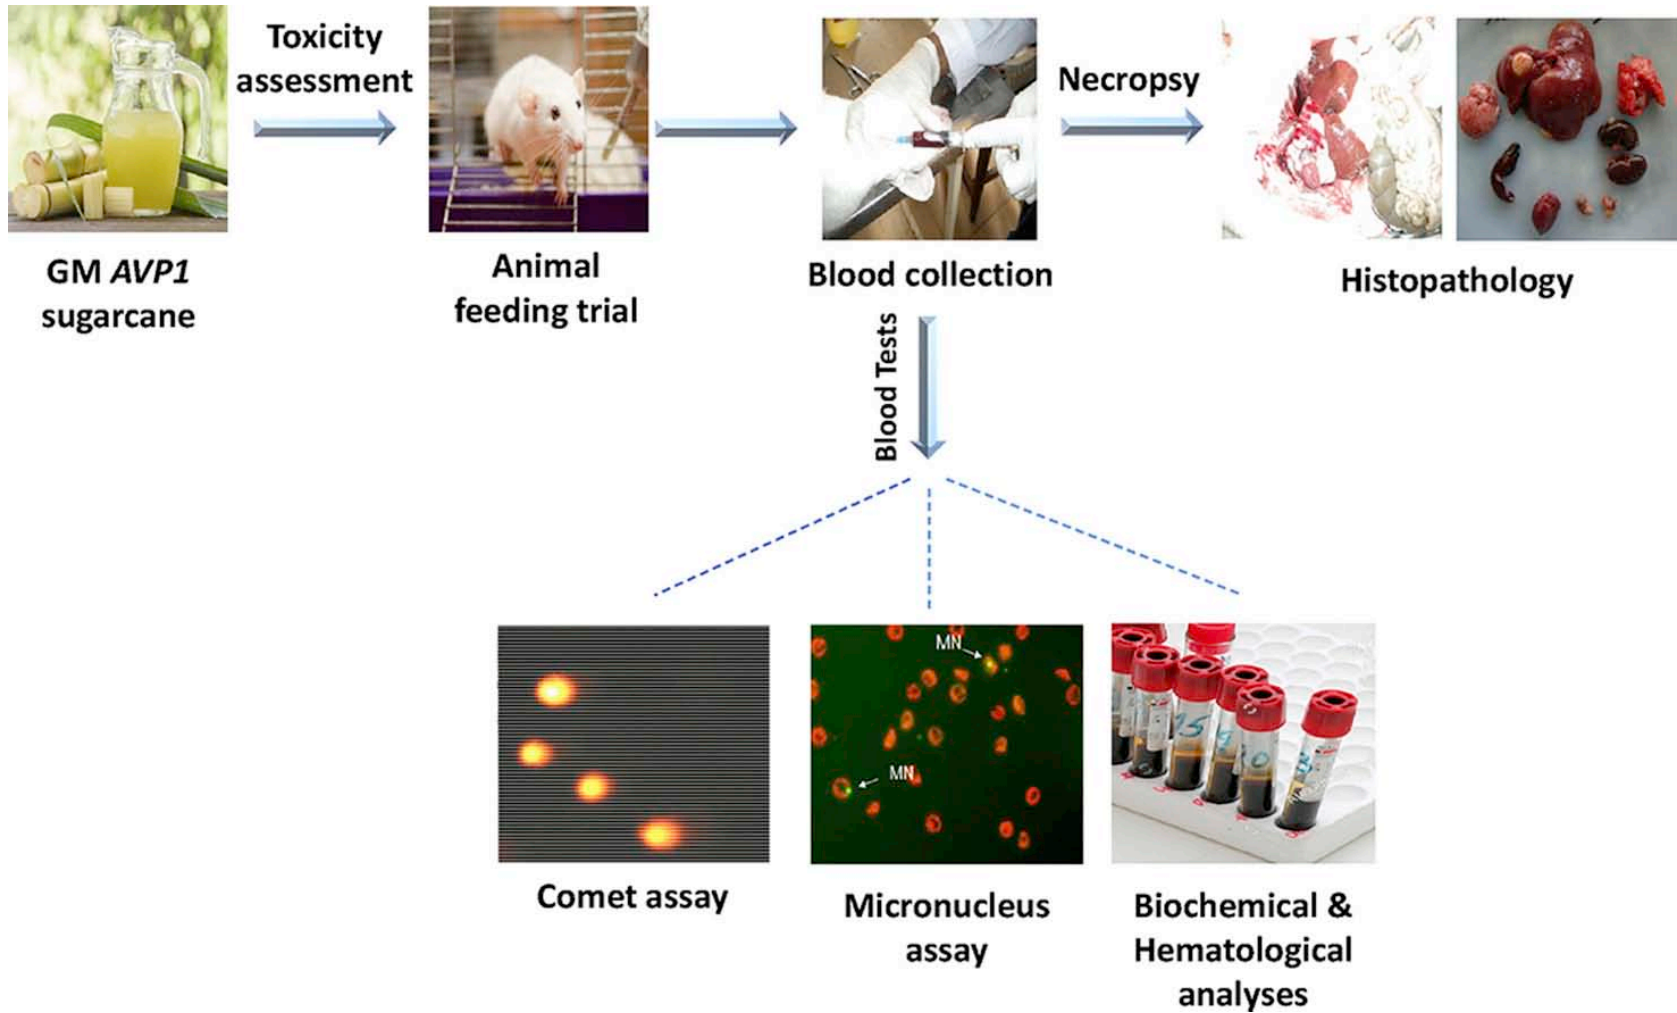 Toxicity
assessment
Necropsy
GM AVP1
sugarcane
Animal
feeding trial
Blood collection
Histopathology
Blood Tests
MN
MN
Comet assay
Micronucleus
assay
Biochemical &
Hematological
analyses